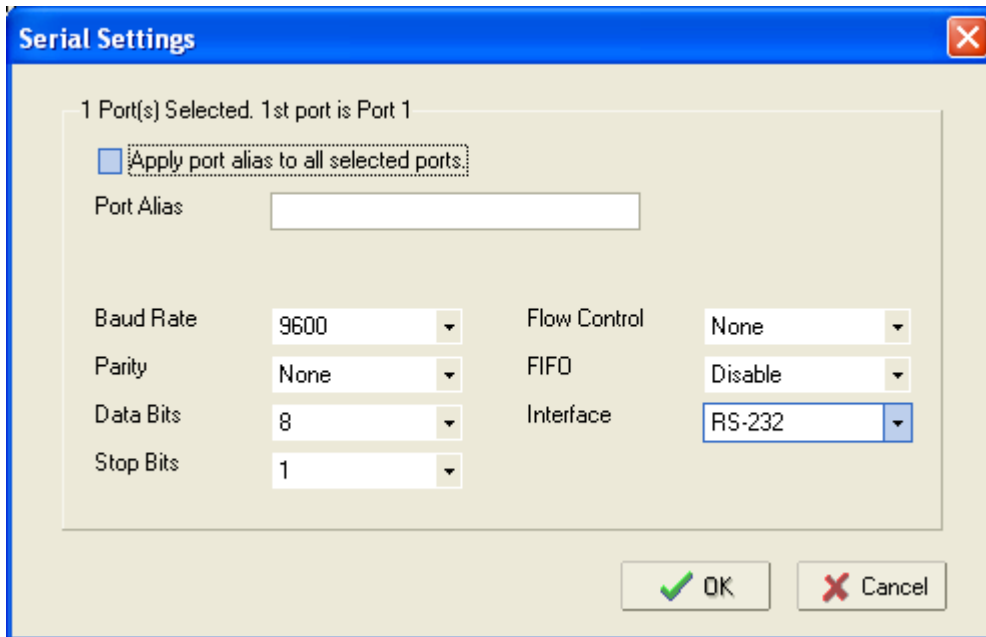 Serial Settings
1 Port(s) Selected. 1st port is Port 1
Apply port alias to all selected ports.
Port Alias
Baud Rate 9600 Flow Control None
Parity None FIFO Disable
Data Bits 8 Interface RS-232
Stop Bits 1
OK Cancel